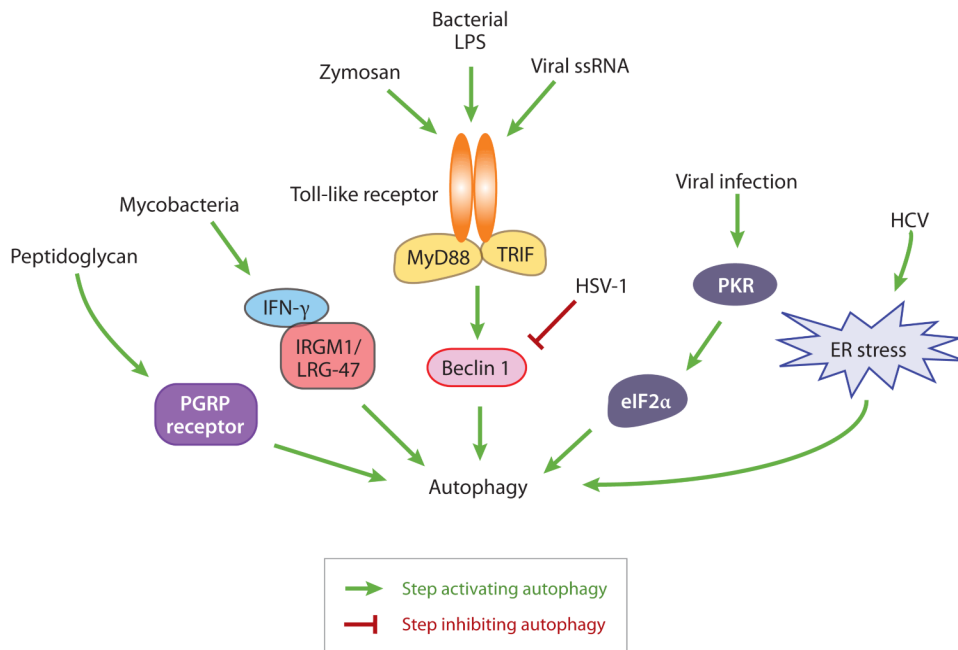 Bacterial
LPS
Zymosan
Viral ssRNA
Toll-like receptor
Viral infection
Mycobacteria
HCV
Peptidoglycan
MyD88
TRIF
HSV-1
PKR
IFN-γ
IRGM1/
LRG-47
ER stress
Beclin 1
PGRP
receptor
eIF2α
Autophagy
Step activating autophagy
Step inhibiting autophagy